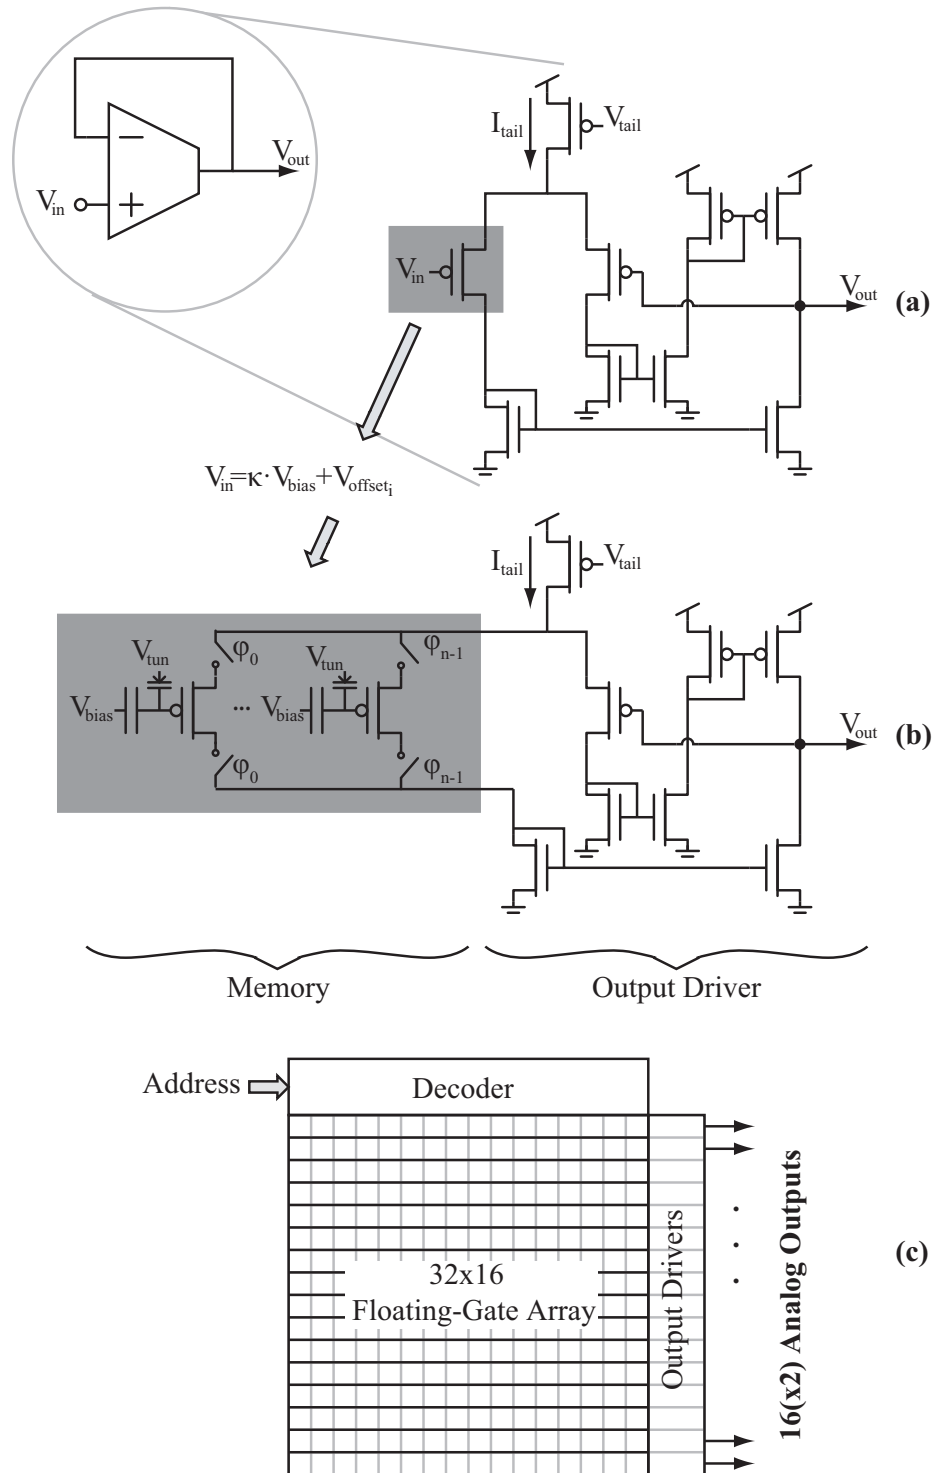 V_out
V_in
− +
I_tail
V_tail
V_in
V_out
(a)
V_in=κ·V_bias+V_offset_i
I_tail
V_tail
V_tun
φ_0
V_tun
φ_n-1
V_bias
...
V_bias
V_out
(b)
φ_0
φ_n-1
Memory
Output Driver
Address
Decoder
32x16
Floating-Gate Array
Output Drivers
16(x2) Analog Outputs
(c)